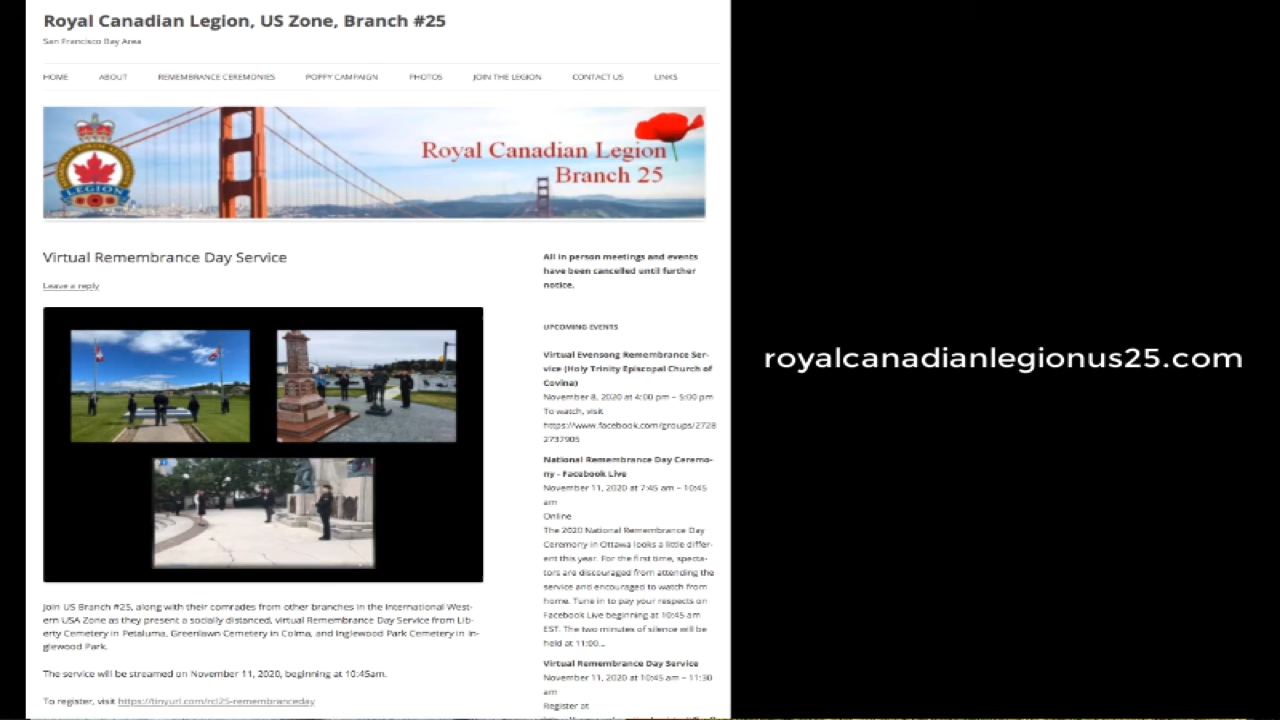 Royal Canadian Legion, US Zone, Branch #25
San Francisco Bay Area
HOME ABOUT REMEMBRANCE CEREMONIES POPPY CAMPAIGN PHOTOS JOIN THE LEGION CONTACT US LINKS
LEGION
Royal Canadian Legion
Branch 25
Virtual Remembrance Day Service
Leave a reply
Join US Branch #25, along with their comrades from other branches in the International West-
ern USA Zone as they present a socially distanced, virtual Remembrance Day Service from Lib-
erty Cemetery in Petaluma, Greenlawn Cemetery in Colma, and Inglewood Park Cemetery in In-
glewood Park.
The service will be streamed on November 11, 2020, beginning at 10:45am.
To register, visit https://tinyurl.com/rcl25-remembranceday
All in person meetings and events
have been cancelled until further
notice.
UPCOMING EVENTS
Virtual Evensong Remembrance Ser-
vice (Holy Trinity Episcopal Church of
Covina)
November 8, 2020 at 4:00 pm – 5:00 pm
To watch, visit
https://www.facebook.com/groups/2728
2737905
National Remembrance Day Ceremo-
ny - Facebook Live
November 11, 2020 at 7:45 am – 10:45
am
Online
The 2020 National Remembrance Day
Ceremony in Ottawa looks a little differ-
ent this year. For the first time, specta-
tors are discouraged from attending the
service and encouraged to watch from
home. Tune in to pay your respects on
Facebook Live beginning at 10:45 am
EST. The two minutes of silence will be
held at 11:00...
Virtual Remembrance Day Service
November 11, 2020 at 10:45 am – 11:30
am
Register at
royalcanadianlegionus25.com